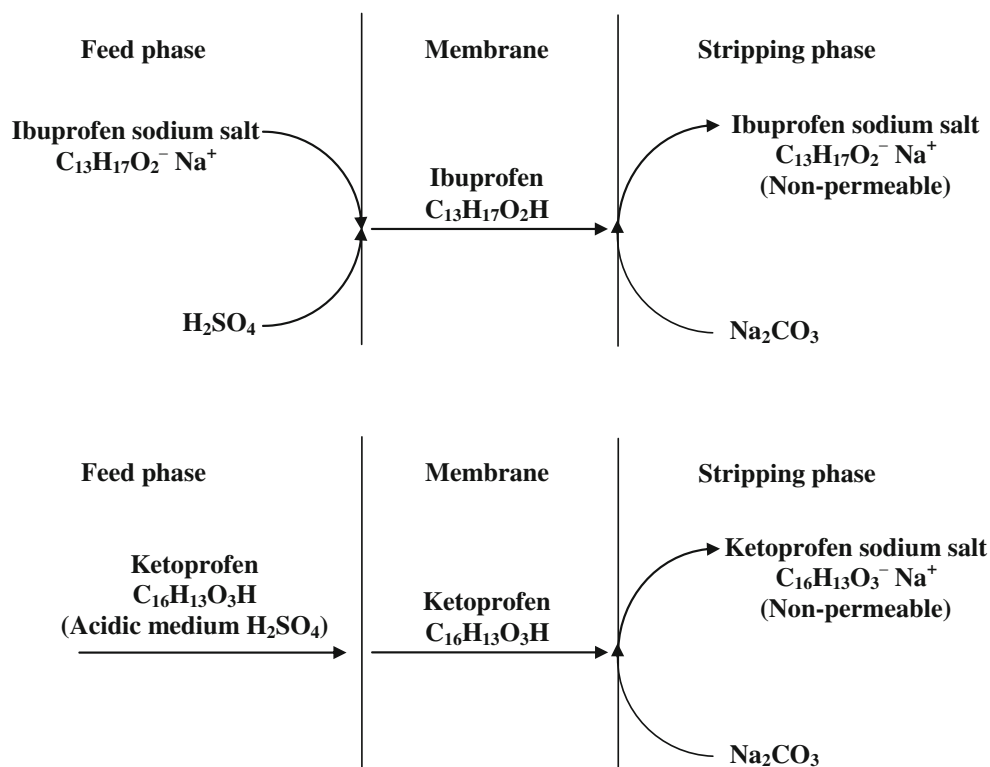 Feed phase
Membrane
Stripping phase
Ibuprofen sodium salt
C₁₃H₁₇O₂⁻ Na⁺
Ibuprofen
C₁₃H₁₇O₂H
Ibuprofen sodium salt
C₁₃H₁₇O₂⁻ Na⁺
(Non-permeable)
H₂SO₄
Na₂CO₃
Feed phase
Membrane
Stripping phase
Ketoprofen
C₁₆H₁₃O₃H
(Acidic medium H₂SO₄)
Ketoprofen
C₁₆H₁₃O₃H
Ketoprofen sodium salt
C₁₆H₁₃O₃⁻ Na⁺
(Non-permeable)
Na₂CO₃